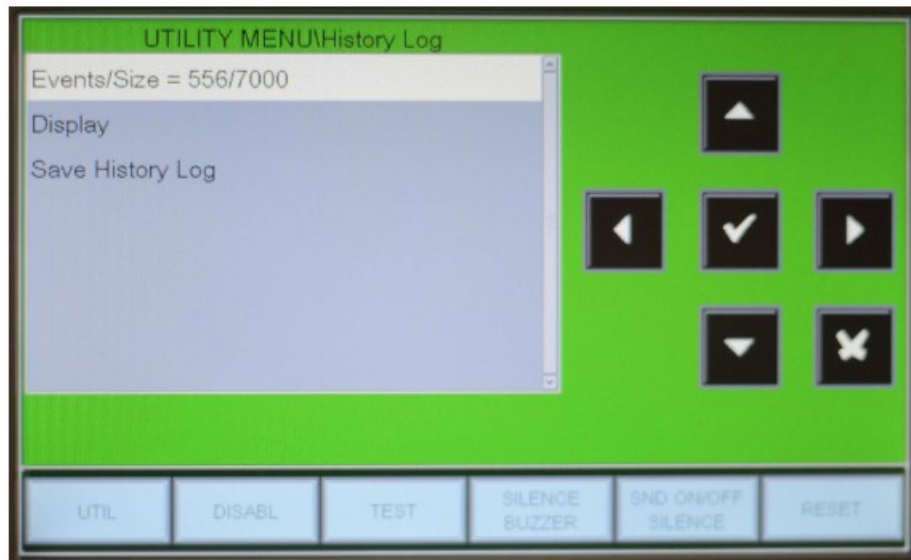 UTILITY MENU\History Log
Events/Size = 556/7000
Display
Save History Log
UTIL
DISABL
TEST
SILENCE
BUZZER
SND ON/OFF
SILENCE
RESET